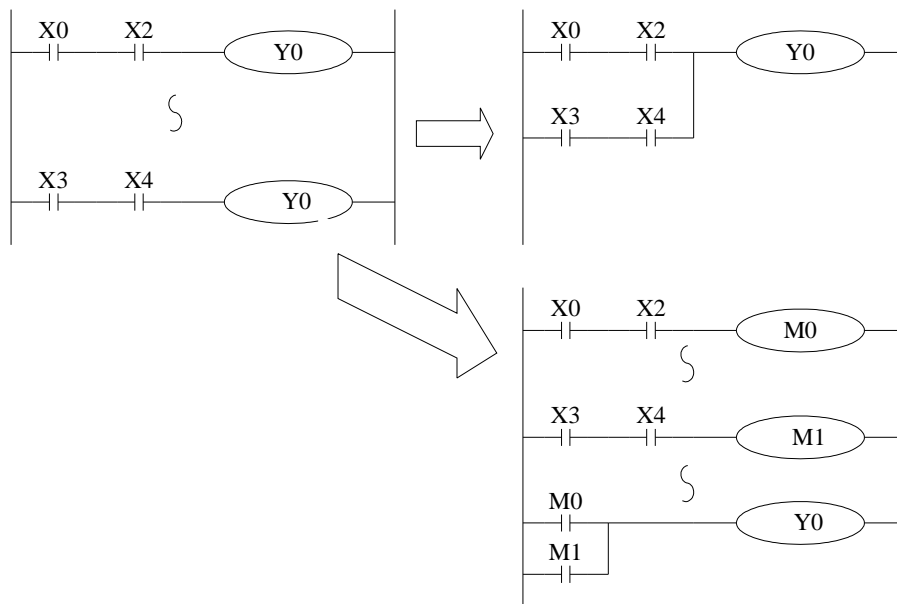 X0 X2 Y0
X3 X4 Y0
X0 X2 Y0
X3 X4
X0 X2 M0
X3 X4 M1
M0 Y0
M1